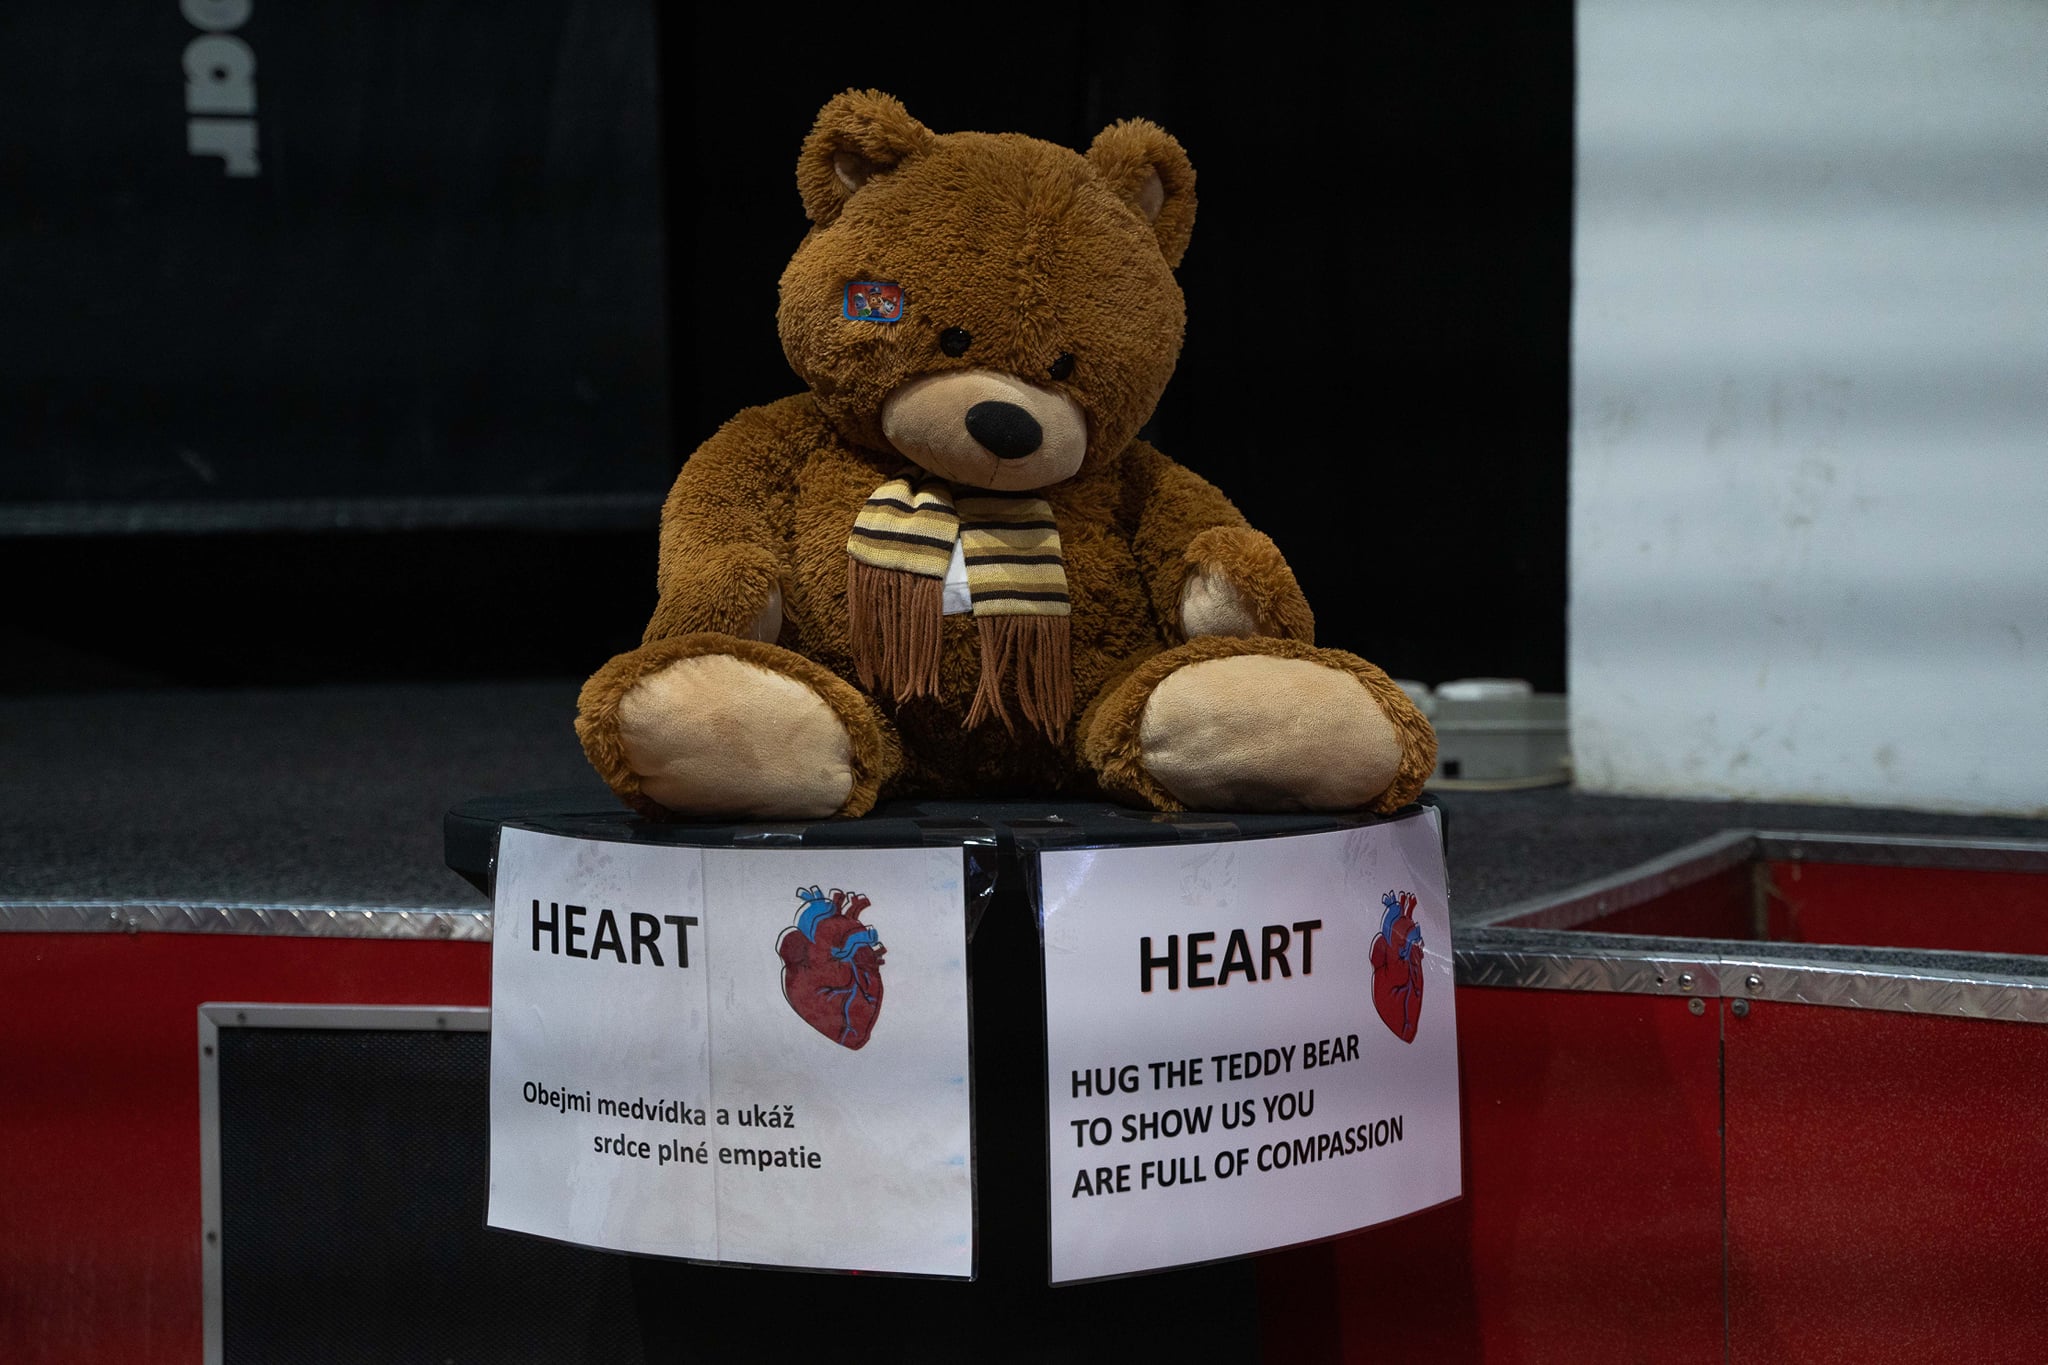 bar
HEART
Obejmi medvídka a ukáž
srdce plné empatie
HEART
HUG THE TEDDY BEAR
TO SHOW US YOU
ARE FULL OF COMPASSION